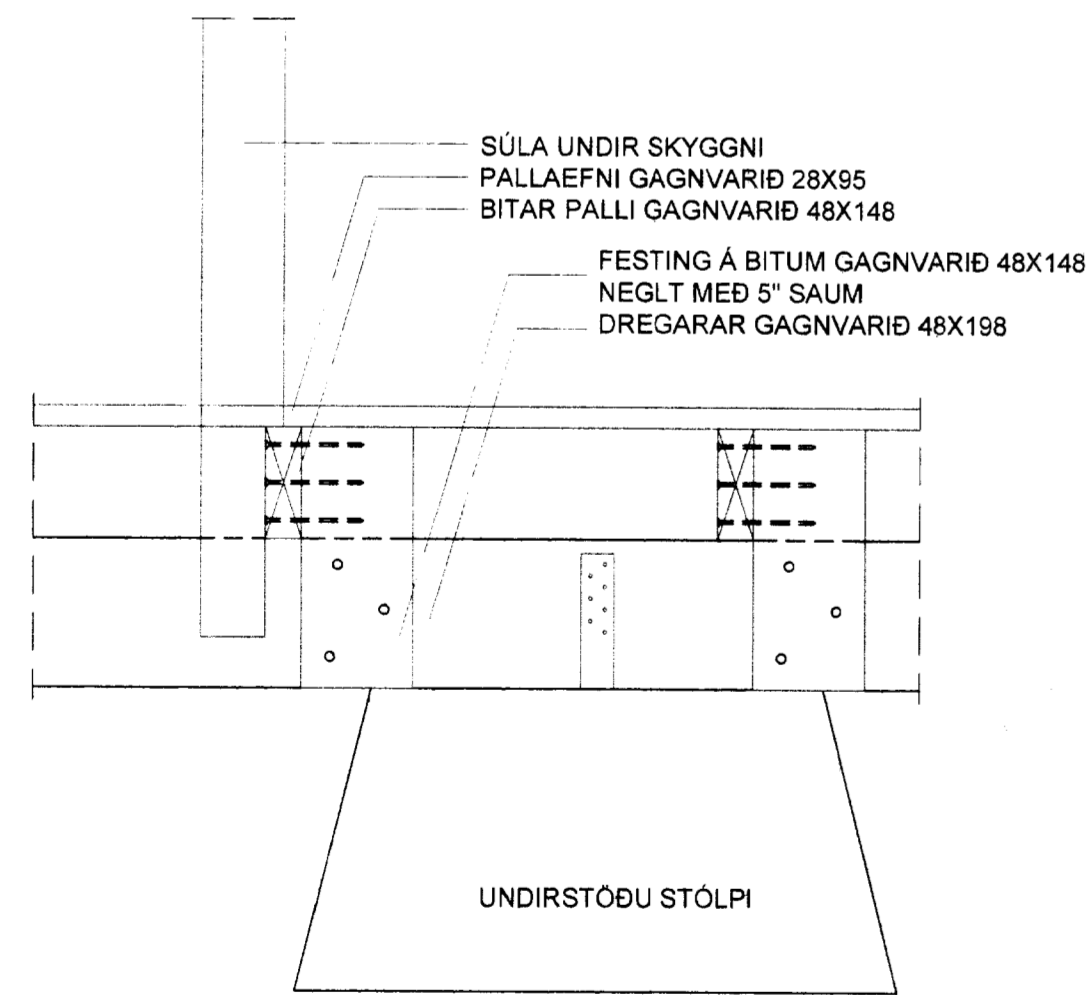 SÚLA UNDIR SKYGGNI
PALLAEFNI GAGNVARIÐ 28X95
BITAR PALLI GAGNVARIÐ 48X148
FESTING Á BITUM GAGNVARIÐ 48X148
NEGLT MEÐ 5" SAUM
DREGARAR GAGNVARIÐ 48X198
UNDIRSTÖÐU STÓLPI